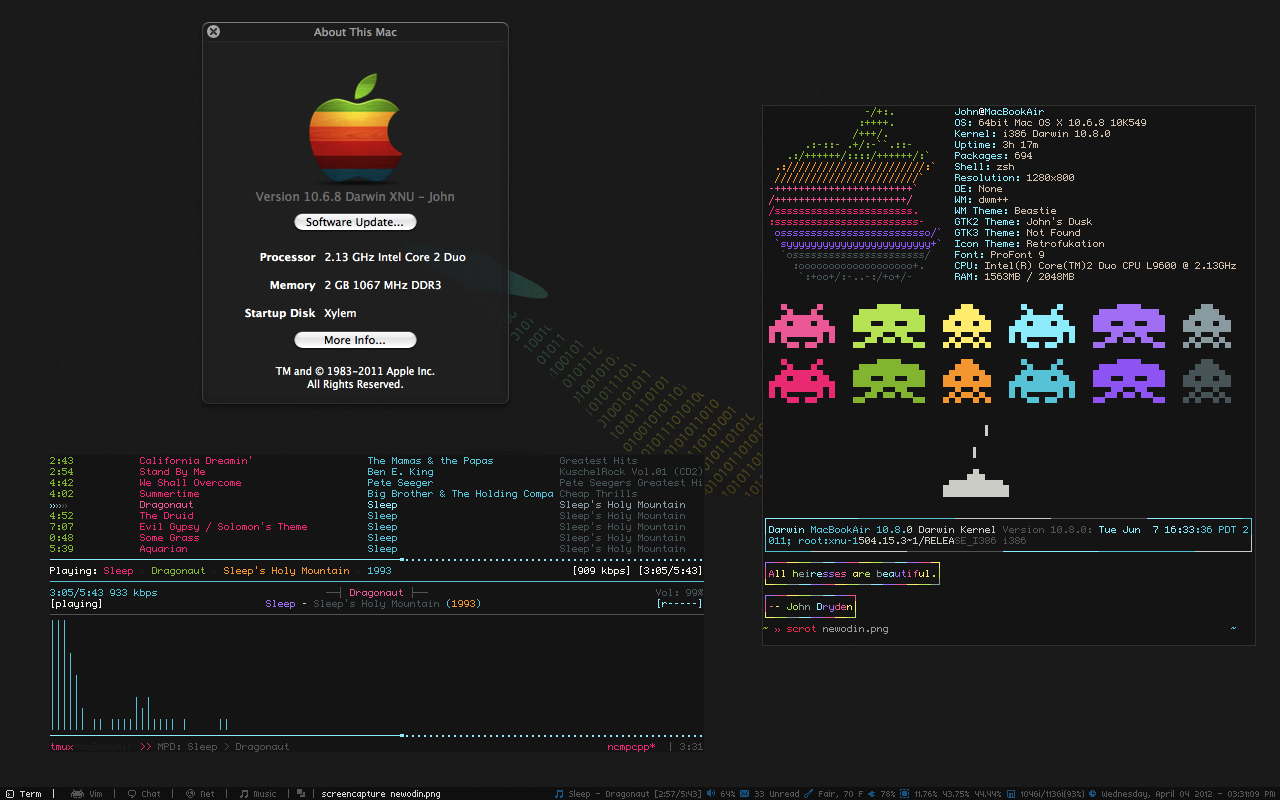 About This Mac
Version 10.6.8 Darwin XNU – John
Software Update...
Processor 2.13 GHz Intel Core 2 Duo
Memory 2 GB 1067 MHz DDR3
Startup Disk Xylem
More Info...
TM and © 1983–2011 Apple Inc.
All Rights Reserved.
John@MacBookAir
OS: 64bit Mac OS X 10.6.8 10K549
Kernel: i386 Darwin 10.8.0
Uptime: 3h 17m
Packages: 694
Shell: zsh
Resolution: 1280x800
DE: None
WM: dwm++
WM Theme: Beastie
GTK2 Theme: John's Dusk
GTK3 Theme: Not Found
Icon Theme: Retrofukation
Font: ProFont 9
CPU: Intel(R) Core(TM)2 Duo CPU L9600 @ 2.13GHz
RAM: 1563MB / 2048MB
2:43 California Dreamin' The Mamas & the Papas Greatest Hits
2:54 Stand By Me Ben E. King KuschelRock Vol.01 (CD2)
4:42 We Shall Overcome Pete Seeger Pete Seegers Greatest Hi
4:02 Summertime Big Brother & The Holding Compa Cheap Thrills
»»» Dragonaut Sleep Sleep's Holy Mountain
4:52 The Druid Sleep Sleep's Holy Mountain
7:07 Evil Gypsy / Solomon's Theme Sleep Sleep's Holy Mountain
0:48 Some Grass Sleep Sleep's Holy Mountain
5:39 Aquarian Sleep Sleep's Holy Mountain
Playing: Sleep · Dragonaut · Sleep's Holy Mountain · 1993 [909 kbps] [3:05/5:43]
3:05/5:43 933 kbps Dragonaut Vol: 99%
[playing] Sleep - Sleep's Holy Mountain (1993) [r-----]
tmux MacBookAir >> MPD: Sleep > Dragonaut ncmpcpp* | 3:31
Darwin MacBookAir 10.8.0 Darwin Kernel Version 10.8.0: Tue Jun 7 16:33:36 PDT 2
011; root:xnu-1504.15.3~1/RELEASE_I386 i386
All heiresses are beautiful.
-- John Dryden
~ » scrot newodin.png ~
Term | Vim | Chat | Net | Music | screencapture newodin.png Sleep - Dragonaut [2:57/5:43] 64% 33 Unread Fair, 70 F 78% 11.76% 43.75% 44.44% 104Gi/113Gi(93%) Wednesday, April 04 2012 - 03:31:09 PM